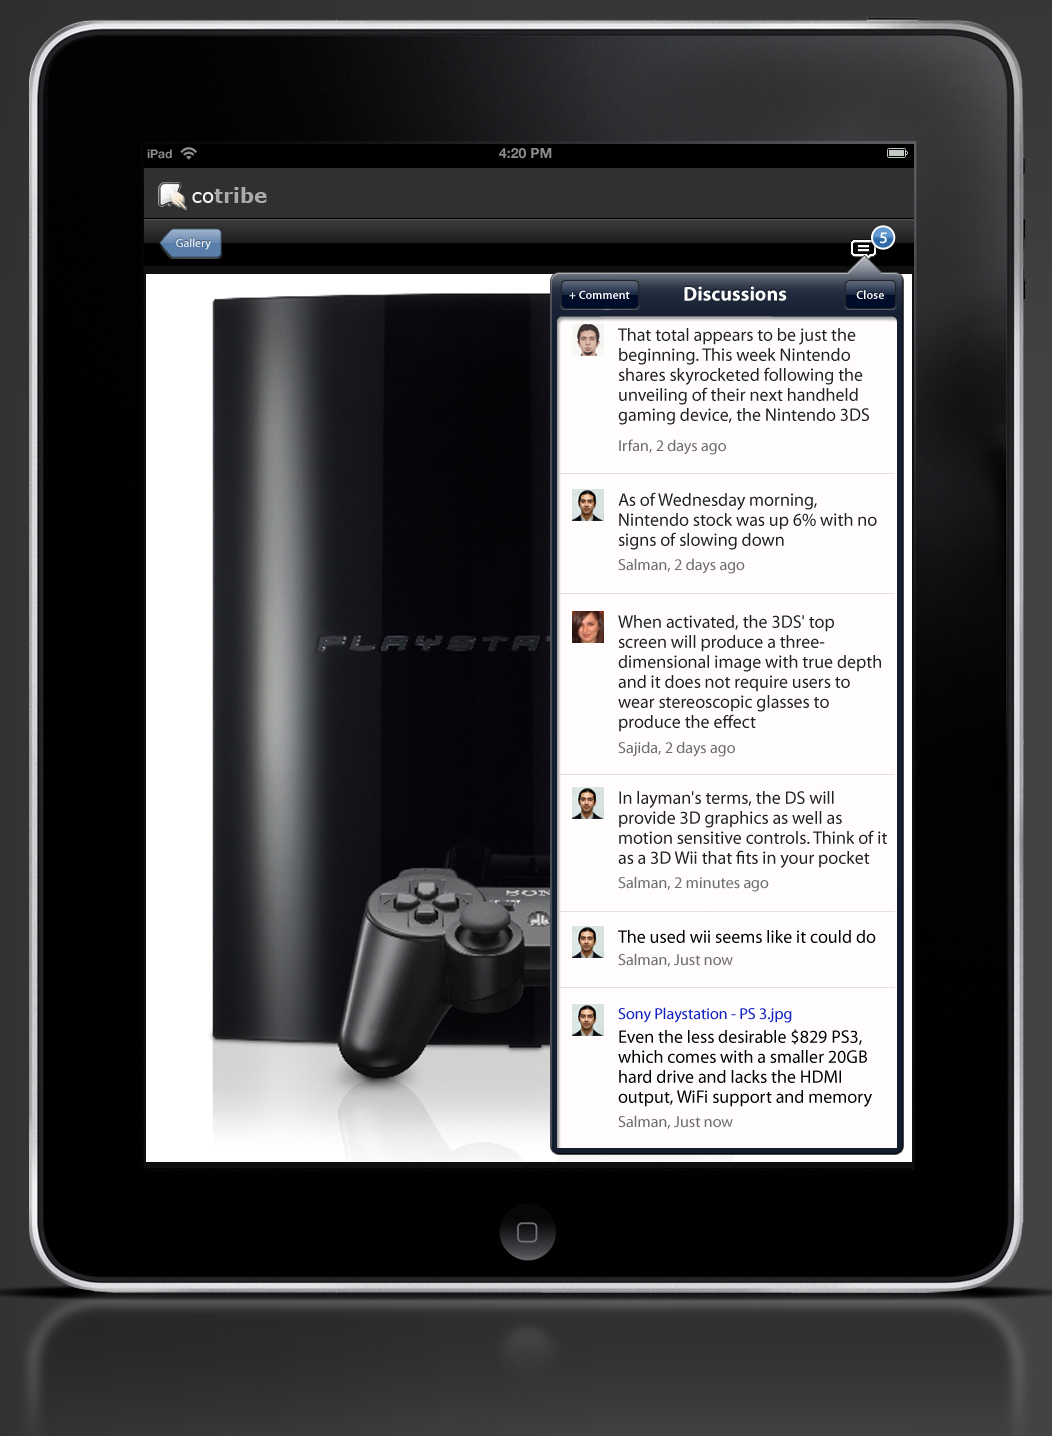 iPad
4:20 PM
cotribe
Gallery
5
+ Comment
Discussions
Close
That total appears to be just the
beginning. This week Nintendo
shares skyrocketed following the
unveiling of their next handheld
gaming device, the Nintendo 3DS
Irfan, 2 days ago
As of Wednesday morning,
Nintendo stock was up 6% with no
signs of slowing down
Salman, 2 days ago
When activated, the 3DS' top
screen will produce a three-
dimensional image with true depth
and it does not require users to
wear stereoscopic glasses to
produce the effect
Sajida, 2 days ago
In layman's terms, the DS will
provide 3D graphics as well as
motion sensitive controls. Think of it
as a 3D Wii that fits in your pocket
Salman, 2 minutes ago
The used wii seems like it could do
Salman, Just now
Sony Playstation - PS 3.jpg
Even the less desirable $829 PS3,
which comes with a smaller 20GB
hard drive and lacks the HDMI
output, WiFi support and memory
Salman, Just now
PLAYSTA
SON